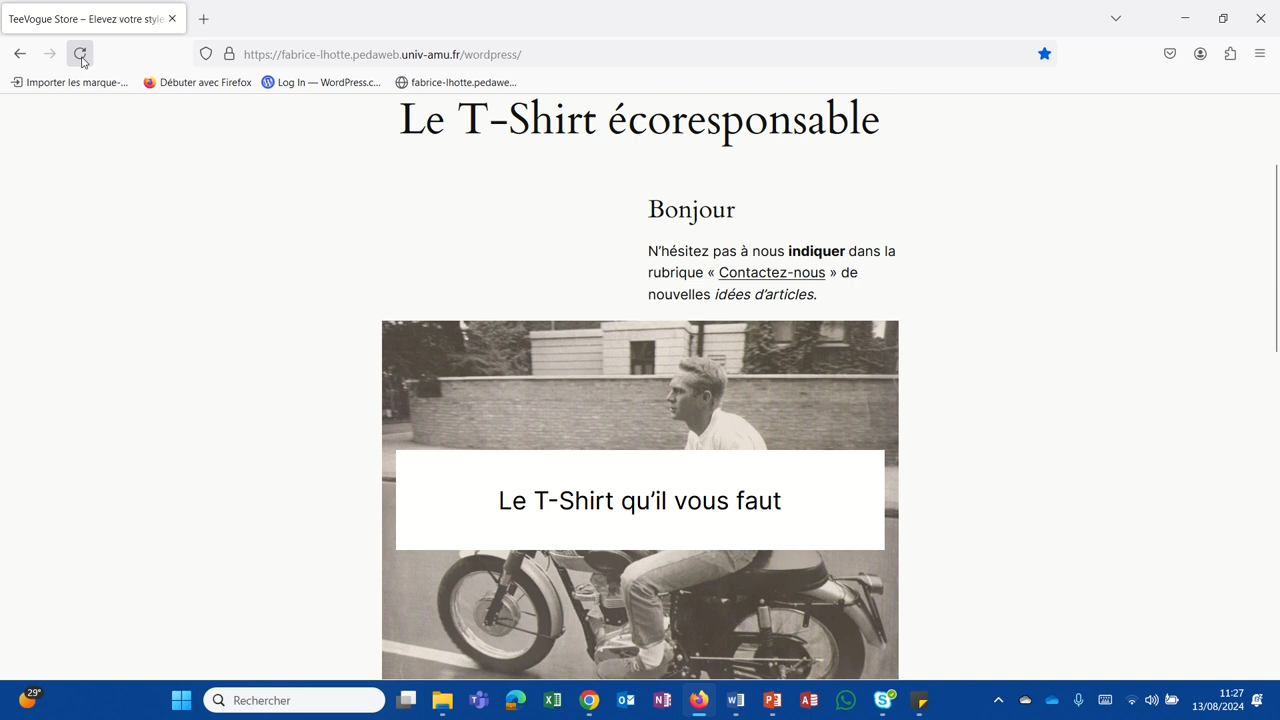 TeeVogue Store – Elevez votre style
https://fabrice-lhotte.pedaweb.univ-amu.fr/wordpress/
Importer les marque-... Débuter avec Firefox Log In — WordPress.c... fabrice-lhotte.pedawe...
Le T-Shirt écoresponsable
Bonjour
N'hésitez pas à nous indiquer dans la
rubrique « Contactez-nous » de
nouvelles idées d'articles.
Le T-Shirt qu'il vous faut
29°
Rechercher
11:27
13/08/2024